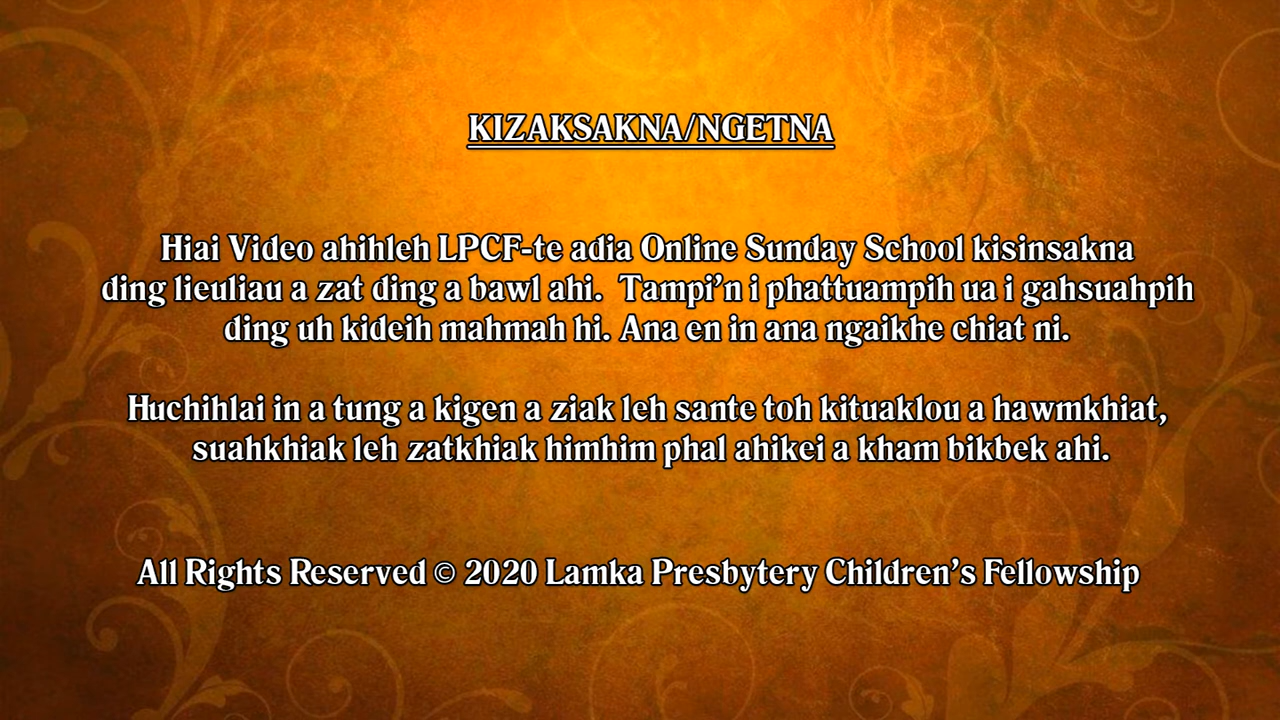 KIZAKSAKNA/NGETNA
Hiai Video ahihleh LPCF-te adia Online Sunday School kisinsakna
ding lieuliau a zat ding a bawl ahi. Tampi’n i phattuampih ua i gahsuahpih
ding uh kideih mahmah hi. Ana en in ana ngaikhe chiat ni.
Huchihlai in a tung a kigen a ziak leh sante toh kituaklou a hawmkhiat,
suahkhiak leh zatkhiak himhim phal ahikei a kham bikbek ahi.
All Rights Reserved © 2020 Lamka Presbytery Children’s Fellowship